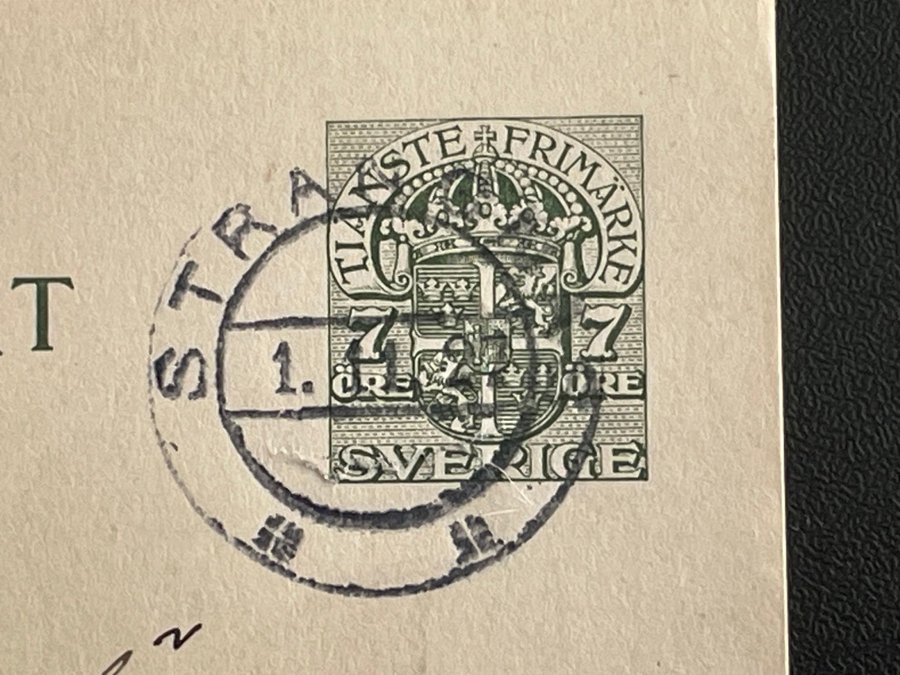 TJÄNSTE FRIMÄRKE
7 7
ÖRE ÖRE
SVERIGE
T
STRA
1.